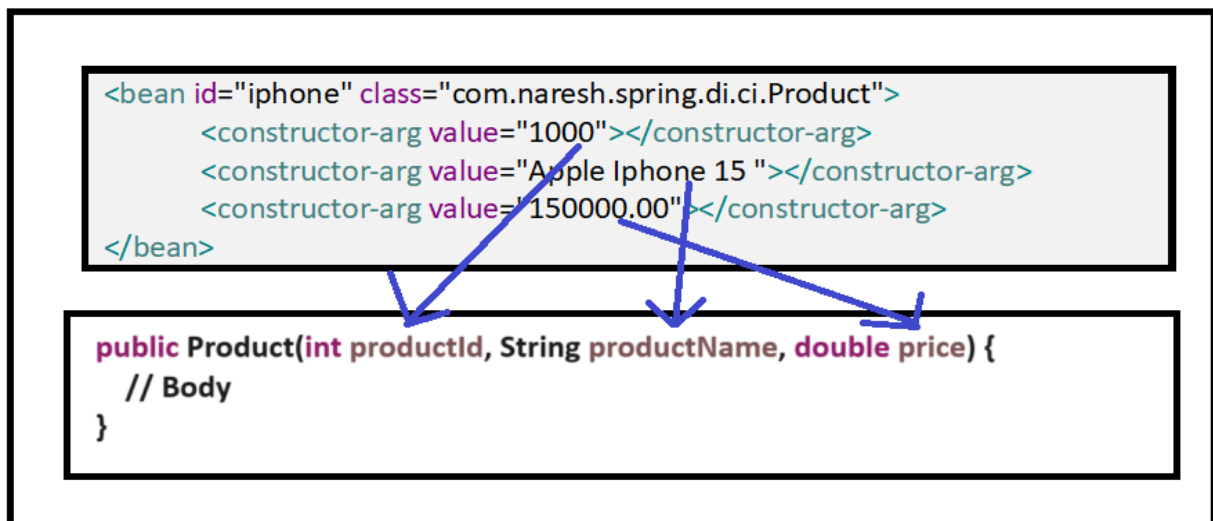 <bean id="iphone" class="com.naresh.spring.di.ci.Product">
<constructor-arg value="1000"></constructor-arg>
<constructor-arg value="Apple Iphone 15 "></constructor-arg>
<constructor-arg value="150000.00"></constructor-arg>
</bean>
public Product(int productId, String productName, double price) {
// Body
}